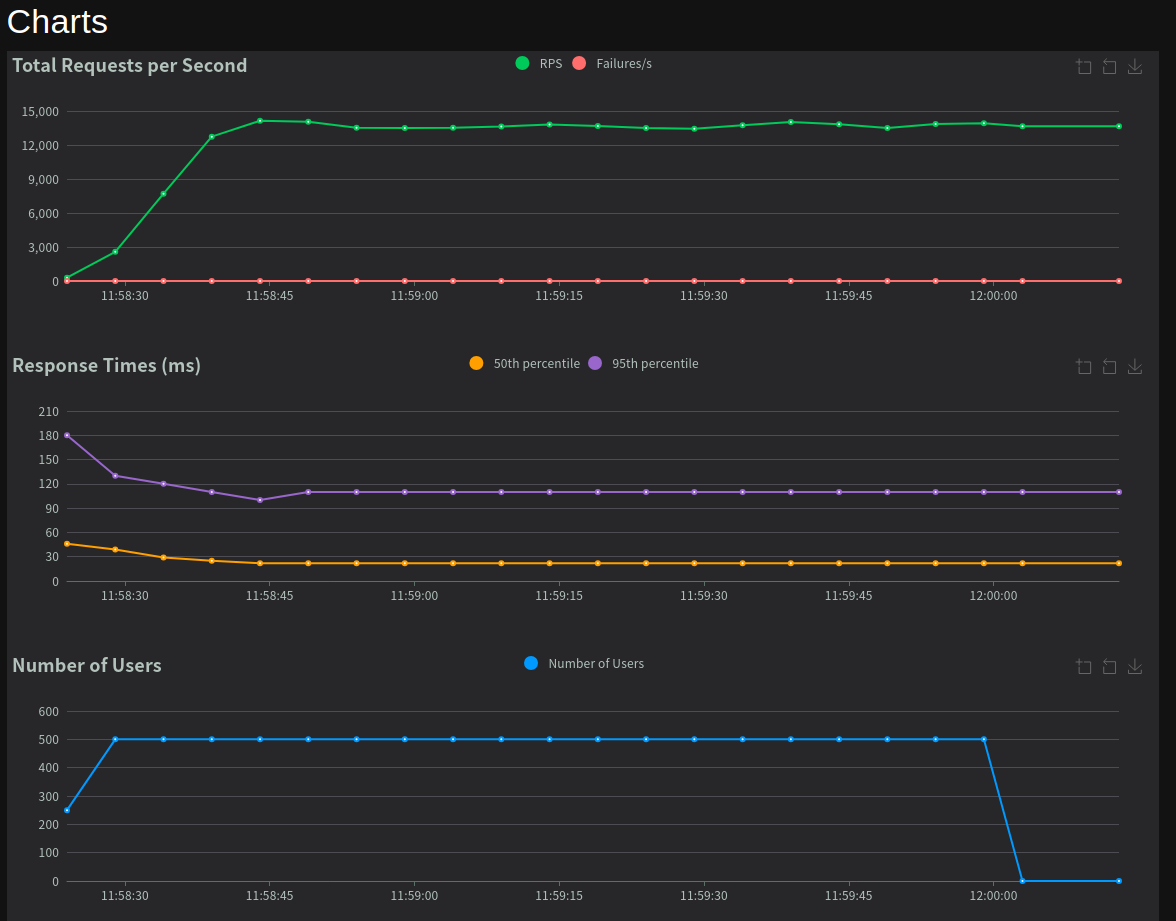 Charts
Total Requests per Second
RPS Failures/s
15,000
12,000
9,000
6,000
3,000
0
11:58:30 11:58:45 11:59:00 11:59:15 11:59:30 11:59:45 12:00:00
Response Times (ms)
50th percentile 95th percentile
210
180
150
120
90
60
30
0
11:58:30 11:58:45 11:59:00 11:59:15 11:59:30 11:59:45 12:00:00
Number of Users
Number of Users
600
500
400
300
200
100
0
11:58:30 11:58:45 11:59:00 11:59:15 11:59:30 11:59:45 12:00:00